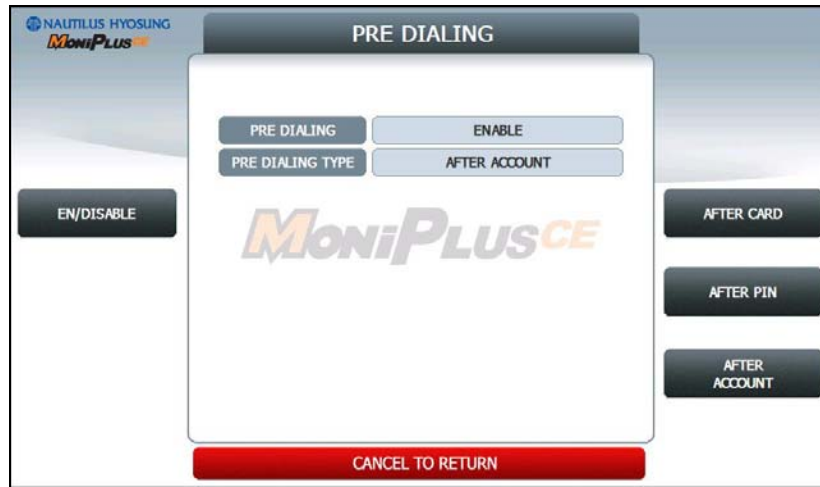 NAUTILUS HYOSUNG
MoniPlusCE
PRE DIALING
PRE DIALING ENABLE
PRE DIALING TYPE AFTER ACCOUNT
EN/DISABLE
MoniPlusCE
AFTER CARD
AFTER PIN
AFTER
ACCOUNT
CANCEL TO RETURN